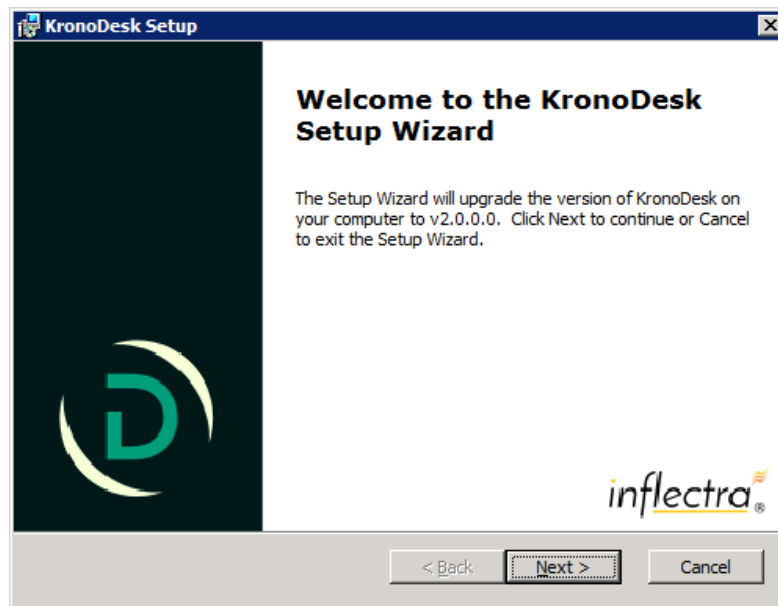 KronoDesk Setup
Welcome to the KronoDesk
Setup Wizard
The Setup Wizard will upgrade the version of KronoDesk on
your computer to v2.0.0.0.  Click Next to continue or Cancel
to exit the Setup Wizard.
D
inflectra®
< Back
Next >
Cancel